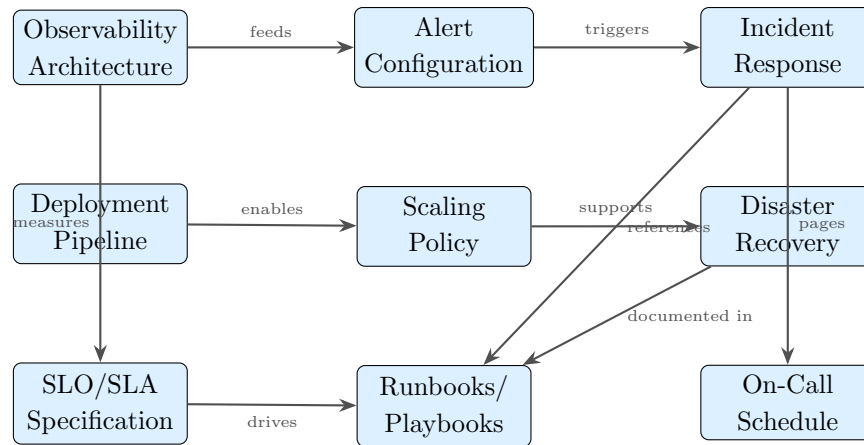 Observability
Architecture
feeds
Alert
Configuration
triggers
Incident
Response
Deployment
Pipeline
measures
enables
Scaling
Policy
supports
references
Disaster
Recovery
pages
documented in
SLO/SLA
Specification
drives
Runbooks/
Playbooks
On-Call
Schedule